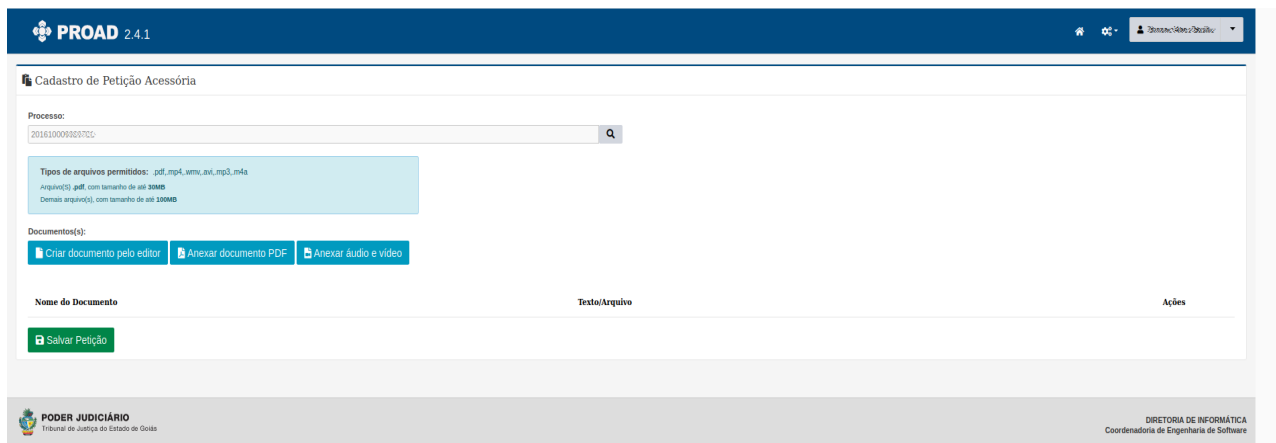 PROAD 2.4.1
Cadastro de Petição Acessória
Processo:
Tipos de arquivos permitidos: .pdf,.mp4,.wmv,.avi,.mp3,.m4a
Arquivo(S) .pdf, com tamanho de até 30MB
Demais arquivo(s), com tamanho de até 100MB
Documentos(s):
Criar documento pelo editor Anexar documento PDF Anexar áudio e vídeo
Nome do Documento Texto/Arquivo Ações
Salvar Petição
PODER JUDICIÁRIO
Tribunal de Justiça do Estado de Goiás
DIRETORIA DE INFORMÁTICA
Coordenadoria de Engenharia de Software